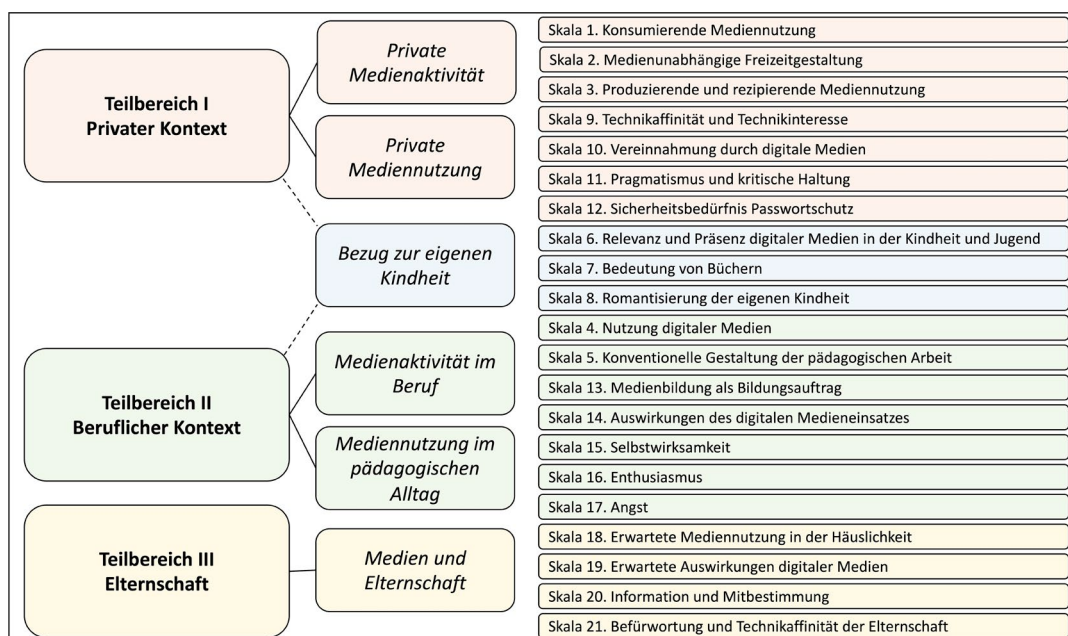 Teilbereich I
Privater Kontext
Private
Medienaktivität
Private
Mediennutzung
Bezug zur eigenen
Kindheit
Teilbereich II
Beruflicher Kontext
Medienaktivität im
Beruf
Mediennutzung im
pädagogischen
Alltag
Teilbereich III
Elternschaft
Medien und
Elternschaft
Skala 1. Konsumierende Mediennutzung
Skala 2. Medienunabhängige Freizeitgestaltung
Skala 3. Produzierende und rezipierende Mediennutzung
Skala 9. Technikaffinität und Technikinteresse
Skala 10. Vereinnahmung durch digitale Medien
Skala 11. Pragmatismus und kritische Haltung
Skala 12. Sicherheitsbedürfnis Passwortschutz
Skala 6. Relevanz und Präsenz digitaler Medien in der Kindheit und Jugend
Skala 7. Bedeutung von Büchern
Skala 8. Romantisierung der eigenen Kindheit
Skala 4. Nutzung digitaler Medien
Skala 5. Konventionelle Gestaltung der pädagogischen Arbeit
Skala 13. Medienbildung als Bildungsauftrag
Skala 14. Auswirkungen des digitalen Medieneinsatzes
Skala 15. Selbstwirksamkeit
Skala 16. Enthusiasmus
Skala 17. Angst
Skala 18. Erwartete Mediennutzung in der Häuslichkeit
Skala 19. Erwartete Auswirkungen digitaler Medien
Skala 20. Information und Mitbestimmung
Skala 21. Befürwortung und Technikaffinität der Elternschaft